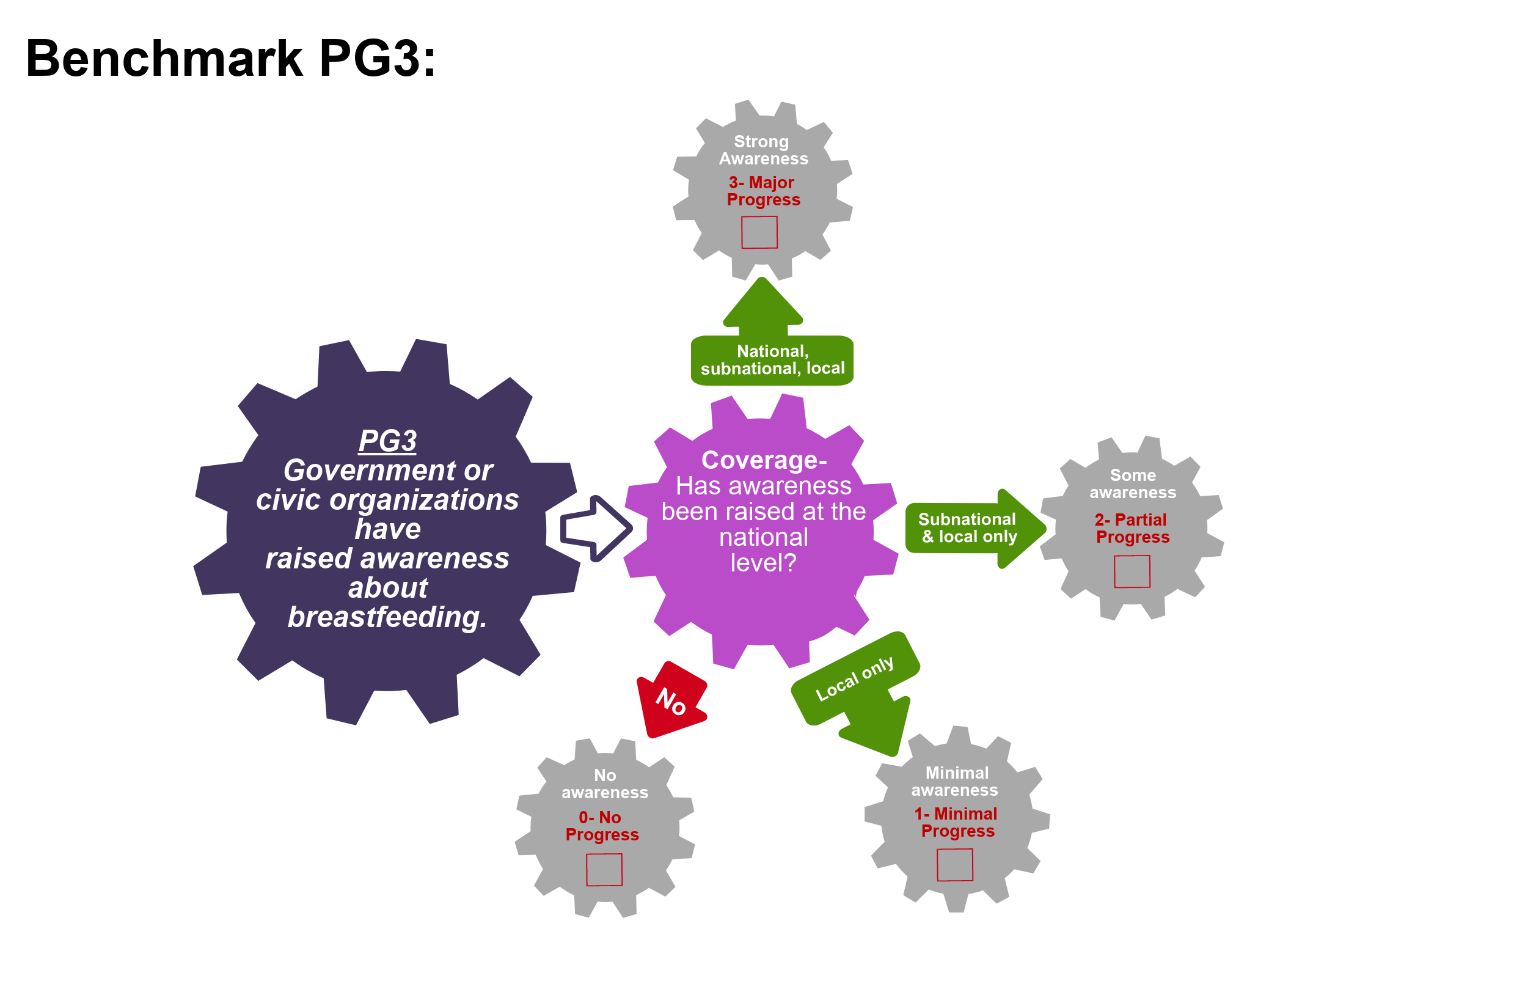 Benchmark PG3:
Strong
Awareness
3- Major
Progress
National,
subnational, local
PG3
Government or
civic organizations
have
raised awareness
about
breastfeeding.
Coverage-
Has awareness
been raised at the
national
level?
Subnational
& local only
Some
awareness
2- Partial
Progress
Local only
No
No
awareness
0- No
Progress
Minimal
awareness
1- Minimal
Progress